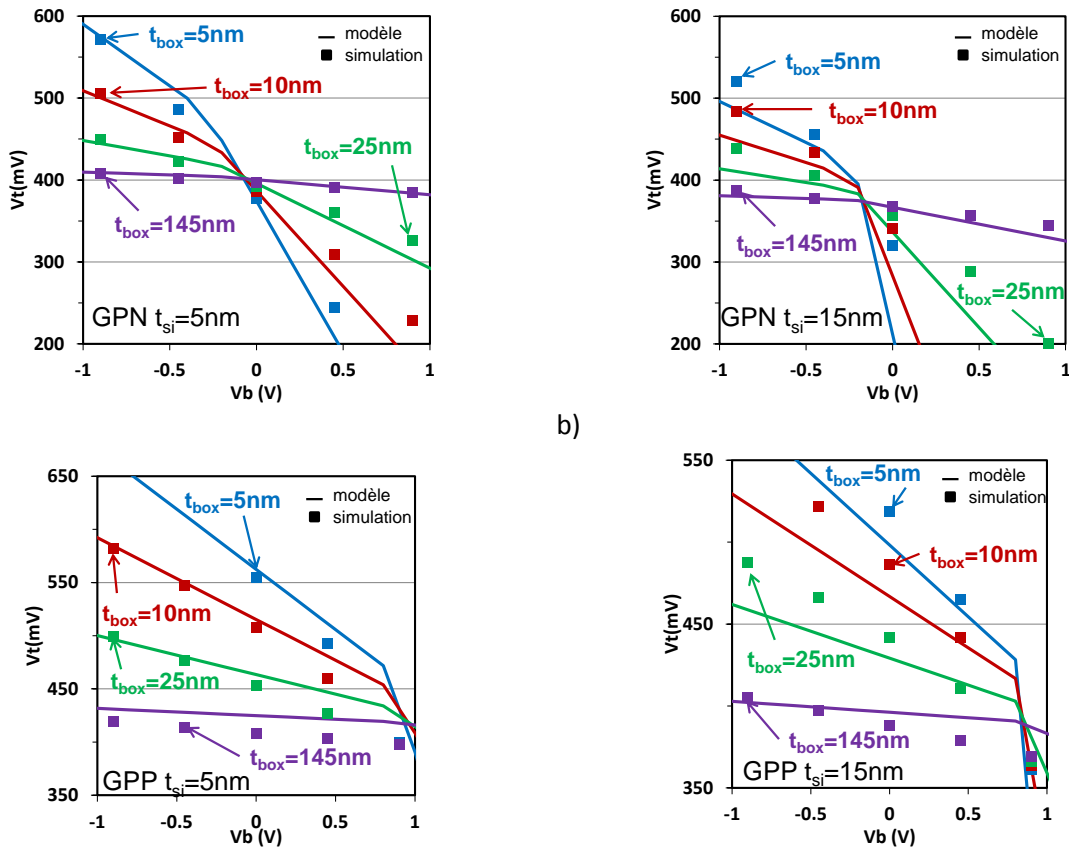 600
500
400
300
200
Vt(mV)
t_box=5nm
t_box=10nm
t_box=25nm
t_box=145nm
modèle
simulation
GPN t_si=5nm
-1 -0.5 0 0.5 1
Vb (V)
600
500
400
300
200
Vt(mV)
t_box=5nm
t_box=10nm
t_box=145nm
t_box=25nm
modèle
simulation
GPN t_si=15nm
-1 -0.5 0 0.5 1
Vb (V)
b)
650
550
450
350
Vt(mV)
t_box=5nm
t_box=10nm
t_box=25nm
t_box=145nm
modèle
simulation
GPP t_si=5nm
-1 -0.5 0 0.5 1
Vb (V)
550
450
350
Vt(mV)
t_box=5nm
t_box=10nm
t_box=25nm
t_box=145nm
modèle
simulation
GPP t_si=15nm
-1 -0.5 0 0.5 1
Vb (V)